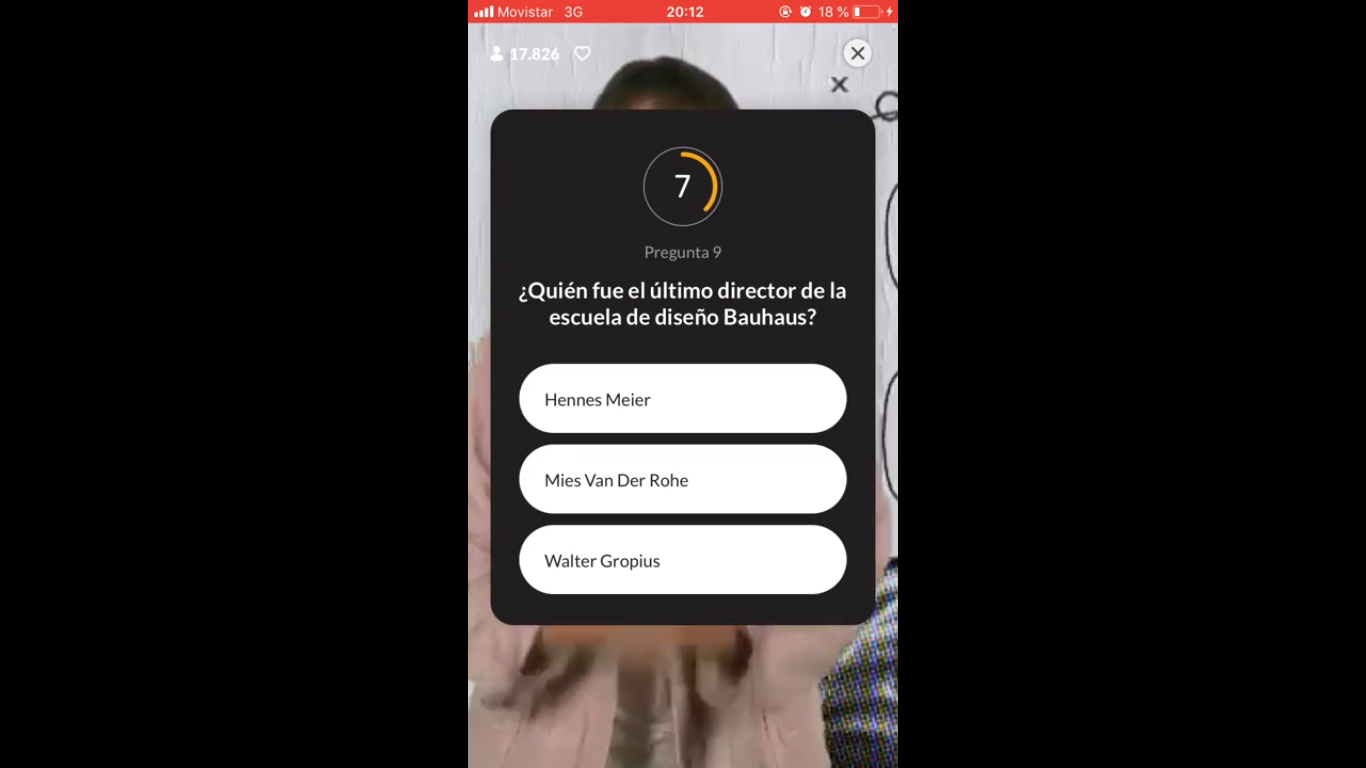 Movistar 3G 20:12 18 %
17.826
7
Pregunta 9
¿Quién fue el último director de la
escuela de diseño Bauhaus?
Hennes Meier
Mies Van Der Rohe
Walter Gropius